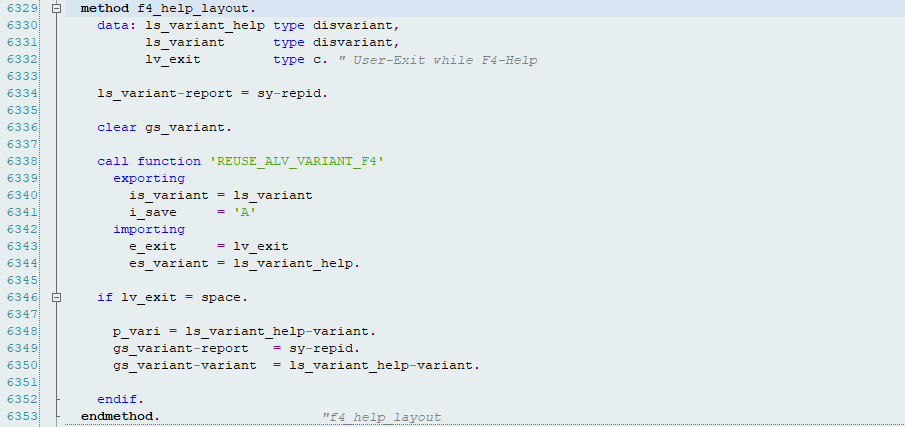 6329 method f4_help_layout.
6330 data: ls_variant_help type disvariant,
6331 ls_variant type disvariant,
6332 lv_exit type c. " User-Exit while F4-Help
6333
6334 ls_variant-report = sy-repid.
6335
6336 clear gs_variant.
6337
6338 call function 'REUSE_ALV_VARIANT_F4'
6339 exporting
6340 is_variant = ls_variant
6341 i_save = 'A'
6342 importing
6343 e_exit = lv_exit
6344 es_variant = ls_variant_help.
6345
6346 if lv_exit = space.
6347
6348 p_vari = ls_variant_help-variant.
6349 gs_variant-report = sy-repid.
6350 gs_variant-variant = ls_variant_help-variant.
6351
6352 endif.
6353 endmethod. "f4_help_layout